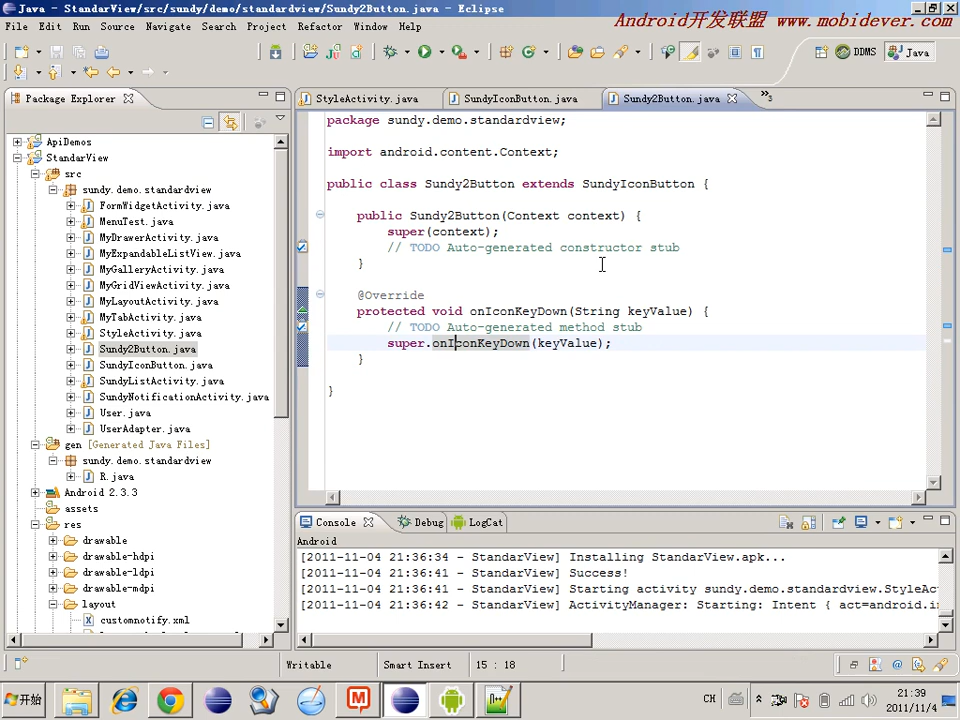 Java - StandarView/src/sundy/demo/standardview/Sundy2Button.java - Eclipse
Android开发联盟 www.mobidever.com
File Edit Run Source Navigate Search Project Refactor Window Help
DDMS Java
Package Explorer
StyleActivity.java SundyIconButton.java Sundy2Button.java »3
ApiDemos
StandarView
src
sundy.demo.standardview
FormWidgetActivity.java
MenuTest.java
MyDrawerActivity.java
MyExpandableListView.java
MyGalleryActivity.java
MyGridViewActivity.java
MyLayoutActivity.java
MyTabActivity.java
StyleActivity.java
Sundy2Button.java
SundyIconButton.java
SundyListActivity.java
SundyNotificationActivity.java
User.java
UserAdapter.java
gen [Generated Java Files]
sundy.demo.standardview
R.java
Android 2.3.3
assets
res
drawable
drawable-hdpi
drawable-ldpi
drawable-mdpi
layout
customnotify.xml
package sundy.demo.standardview;
import android.content.Context;
public class Sundy2Button extends SundyIconButton {
public Sundy2Button(Context context) {
super(context);
// TODO Auto-generated constructor stub
}
@Override
protected void onIconKeyDown(String keyValue) {
// TODO Auto-generated method stub
super.onIconKeyDown(keyValue);
}
}
Console Debug LogCat
Android
[2011-11-04 21:36:34 - StandarView] Installing StandarView.apk...
[2011-11-04 21:36:41 - StandarView] Success!
[2011-11-04 21:36:41 - StandarView] Starting activity sundy.demo.standardview.StyleAc
[2011-11-04 21:36:42 - StandarView] ActivityManager: Starting: Intent { act=android.i
Writable Smart Insert 15 : 18
开始
CH
21:39
2011/11/4